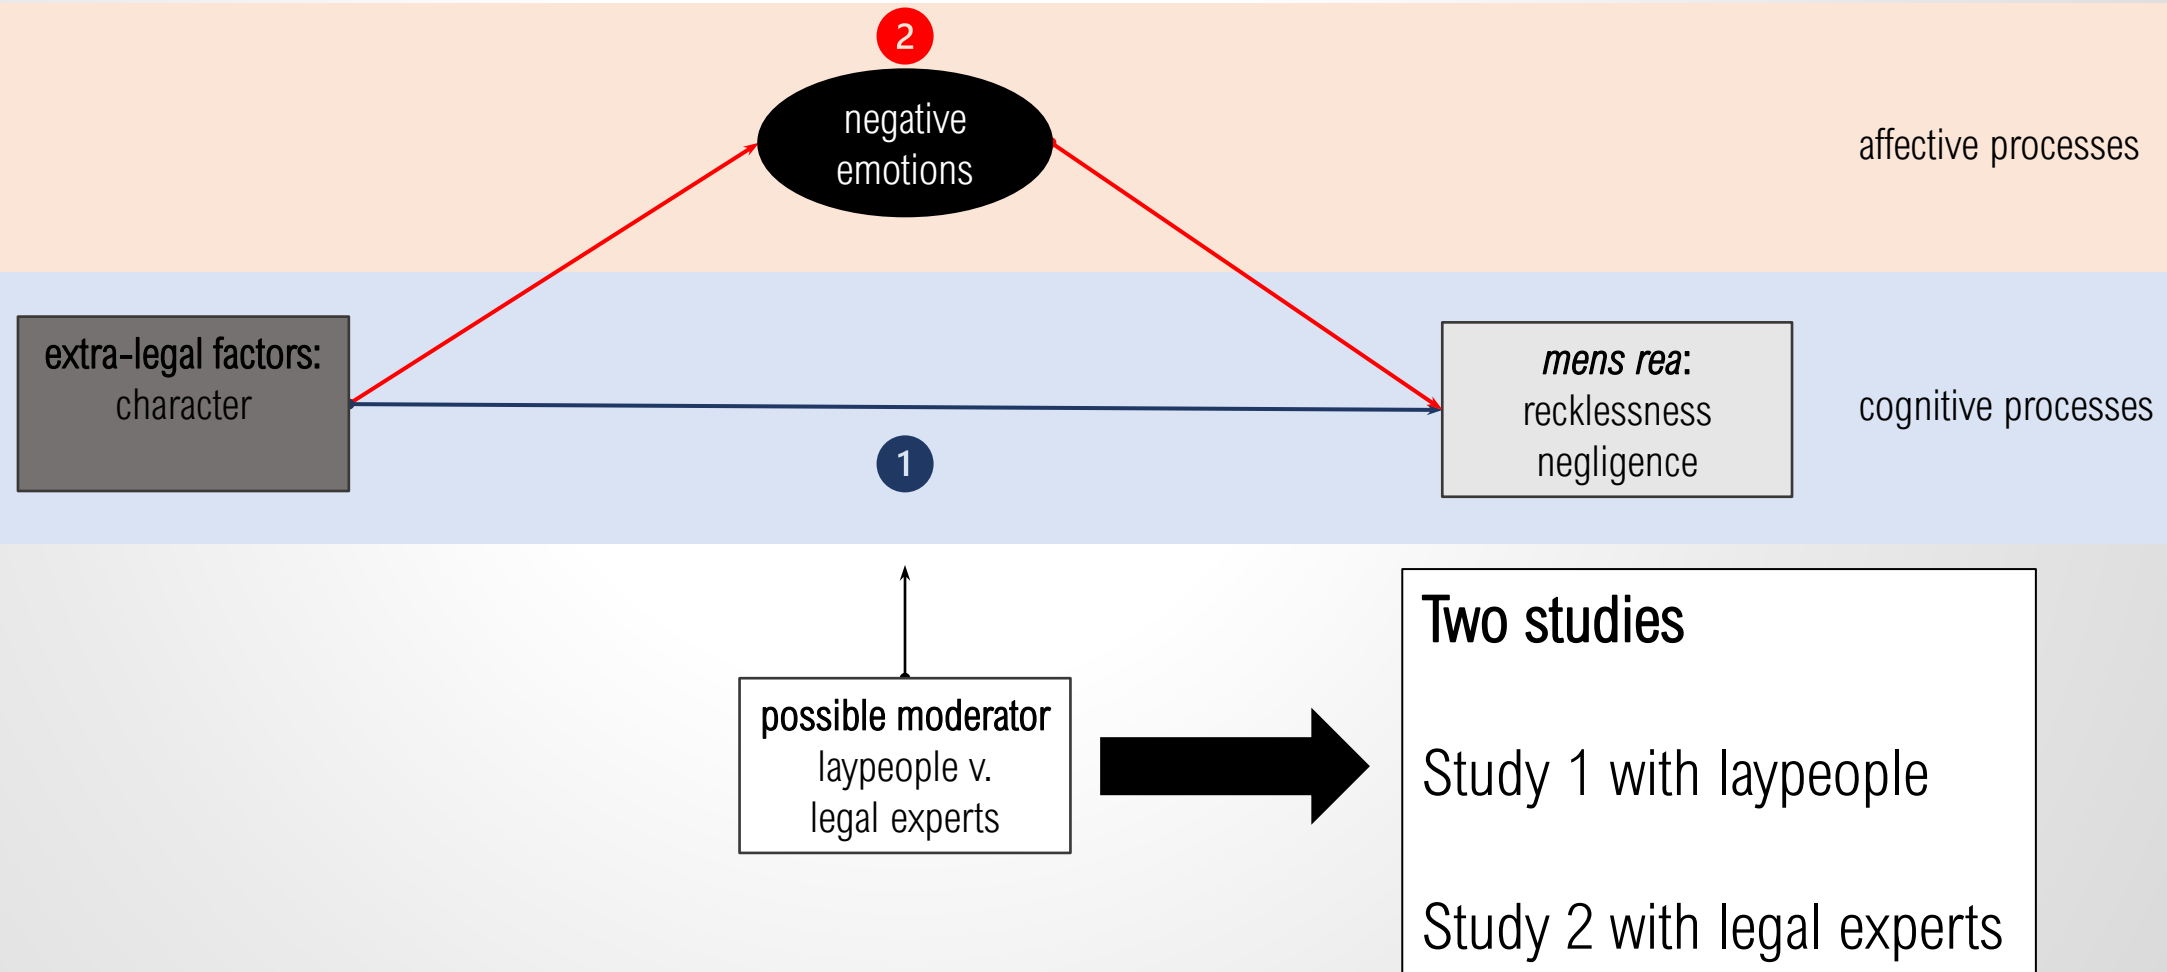 2
negative
emotions
affective processes
extra-legal factors:
character
mens rea:
recklessness
negligence
cognitive processes
1
possible moderator
laypeople v.
legal experts
Two studies
Study 1 with laypeople
Study 2 with legal experts